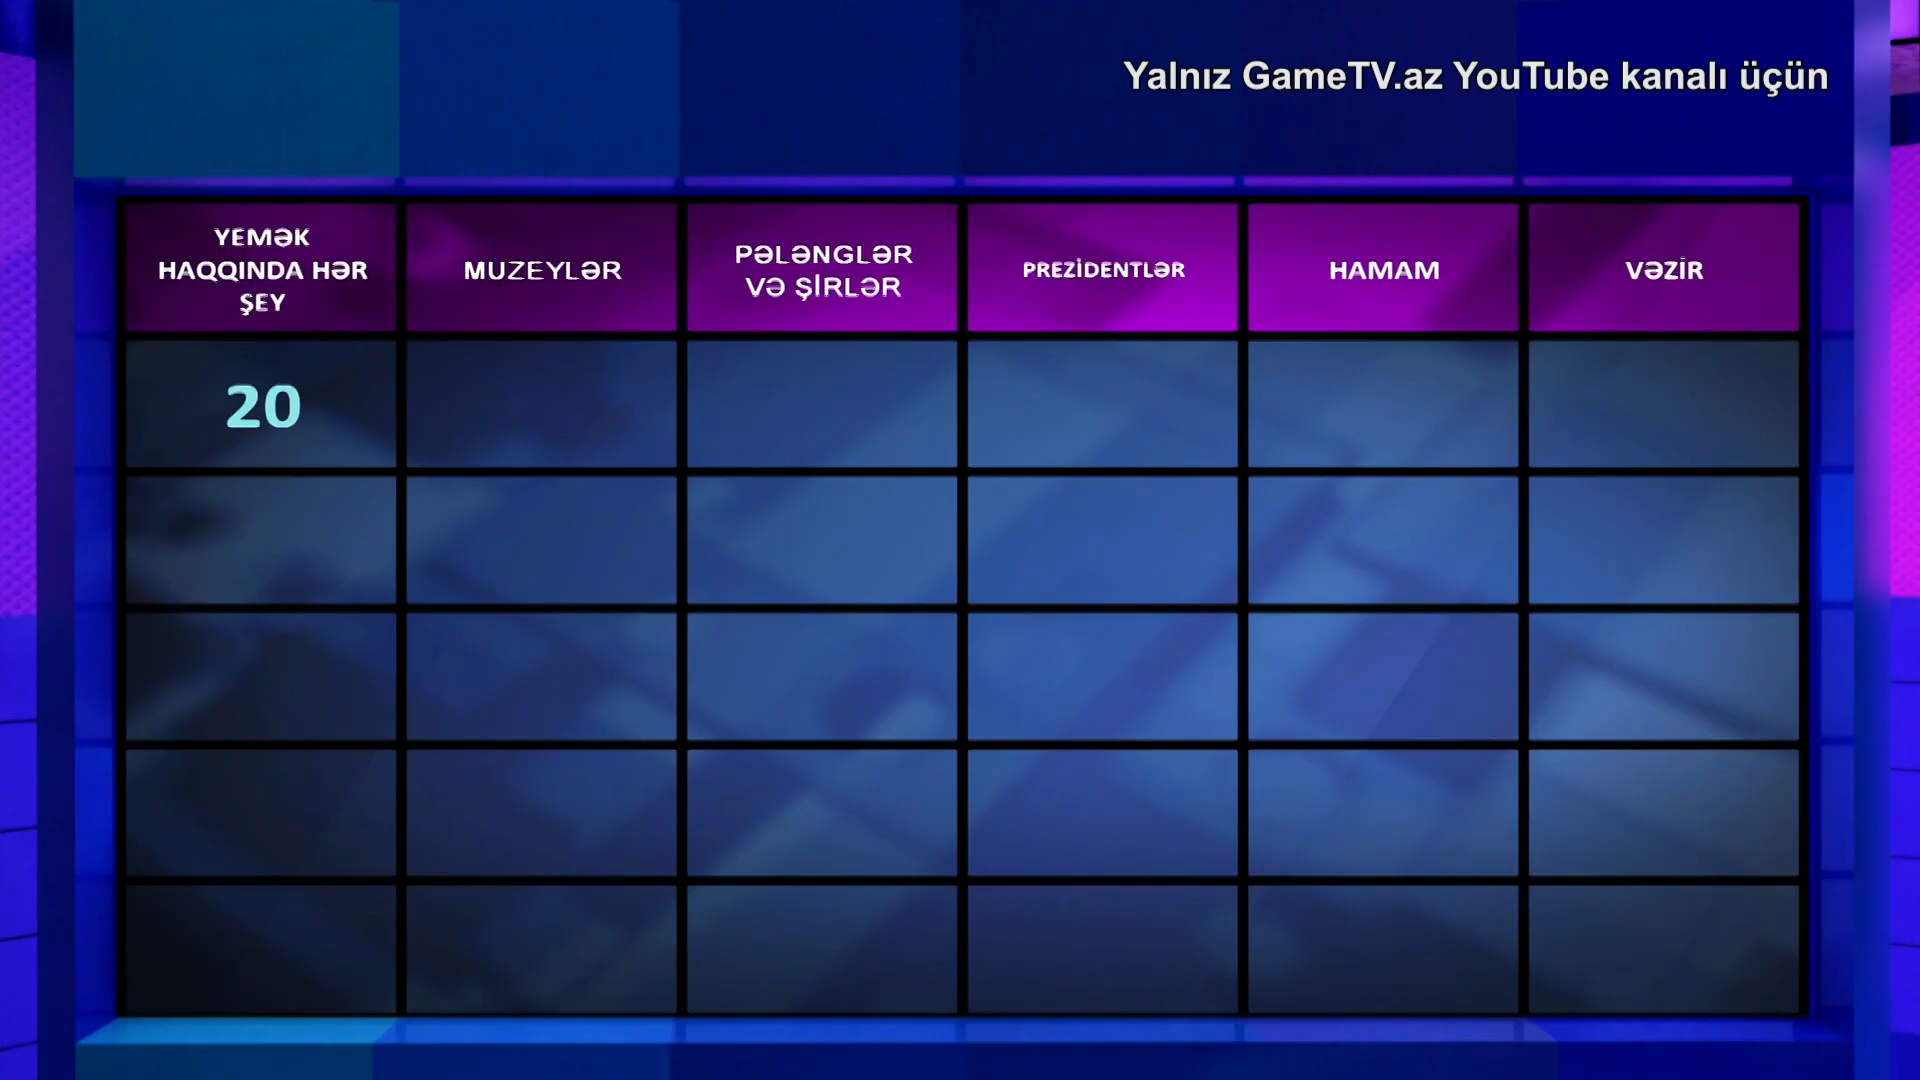 Yalnız GameTV.az YouTube kanalı üçün
YEMƏK
HAQQINDA HƏR
ŞEY
MUZEYLƏR
PƏLƏNGLƏR
VƏ ŞİRLƏR
PREZİDENTLƏR
HAMAM
VƏZİR
20